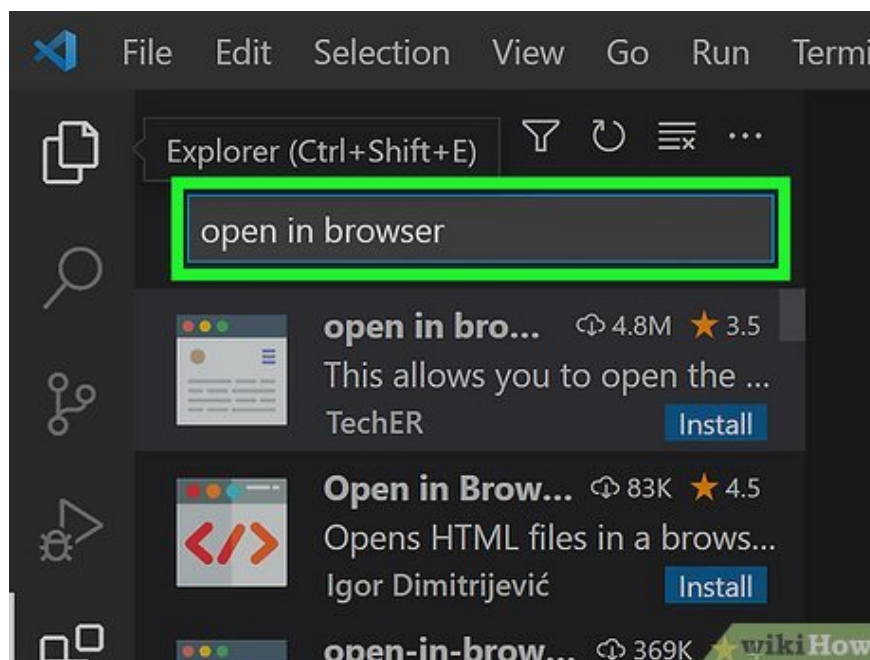 File Edit Selection View Go Run Termi
Explorer (Ctrl+Shift+E)
open in browser
open in bro... 4.8M 3.5
This allows you to open the ...
TechER Install
Open in Brow... 83K 4.5
Opens HTML files in a brows...
Igor Dimitrijević Install
open-in-brow... 369K
wikiHow